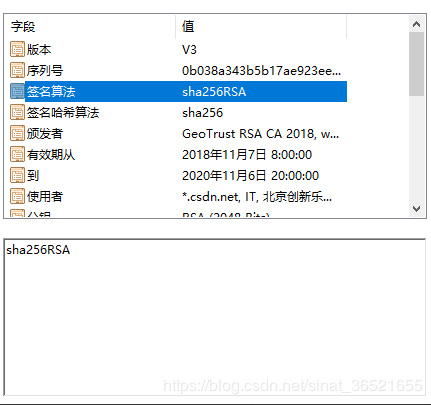 字段 值
版本 V3
序列号 0b038a343b5b17ae923ee...
签名算法 sha256RSA
签名哈希算法 sha256
颁发者 GeoTrust RSA CA 2018, w...
有效期从 2018年11月7日 8:00:00
到 2020年11月6日 20:00:00
使用者 *.csdn.net, IT, 北京创新乐...
公钥 RSA (2048 Bits)
sha256RSA
https://blog.csdn.net/sinat_36521655